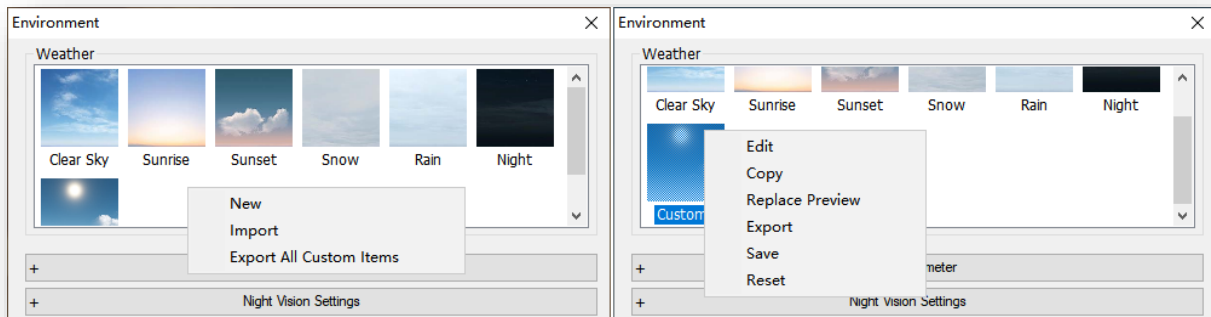 Environment
Weather
Clear Sky Sunrise Sunset Snow Rain Night
New
Import
Export All Custom Items
+
+ Night Vision Settings
Environment
Weather
Clear Sky Sunrise Sunset Snow Rain Night
Custom
Edit
Copy
Replace Preview
Export
Save
Reset
+ meter
+ Night Vision Settings